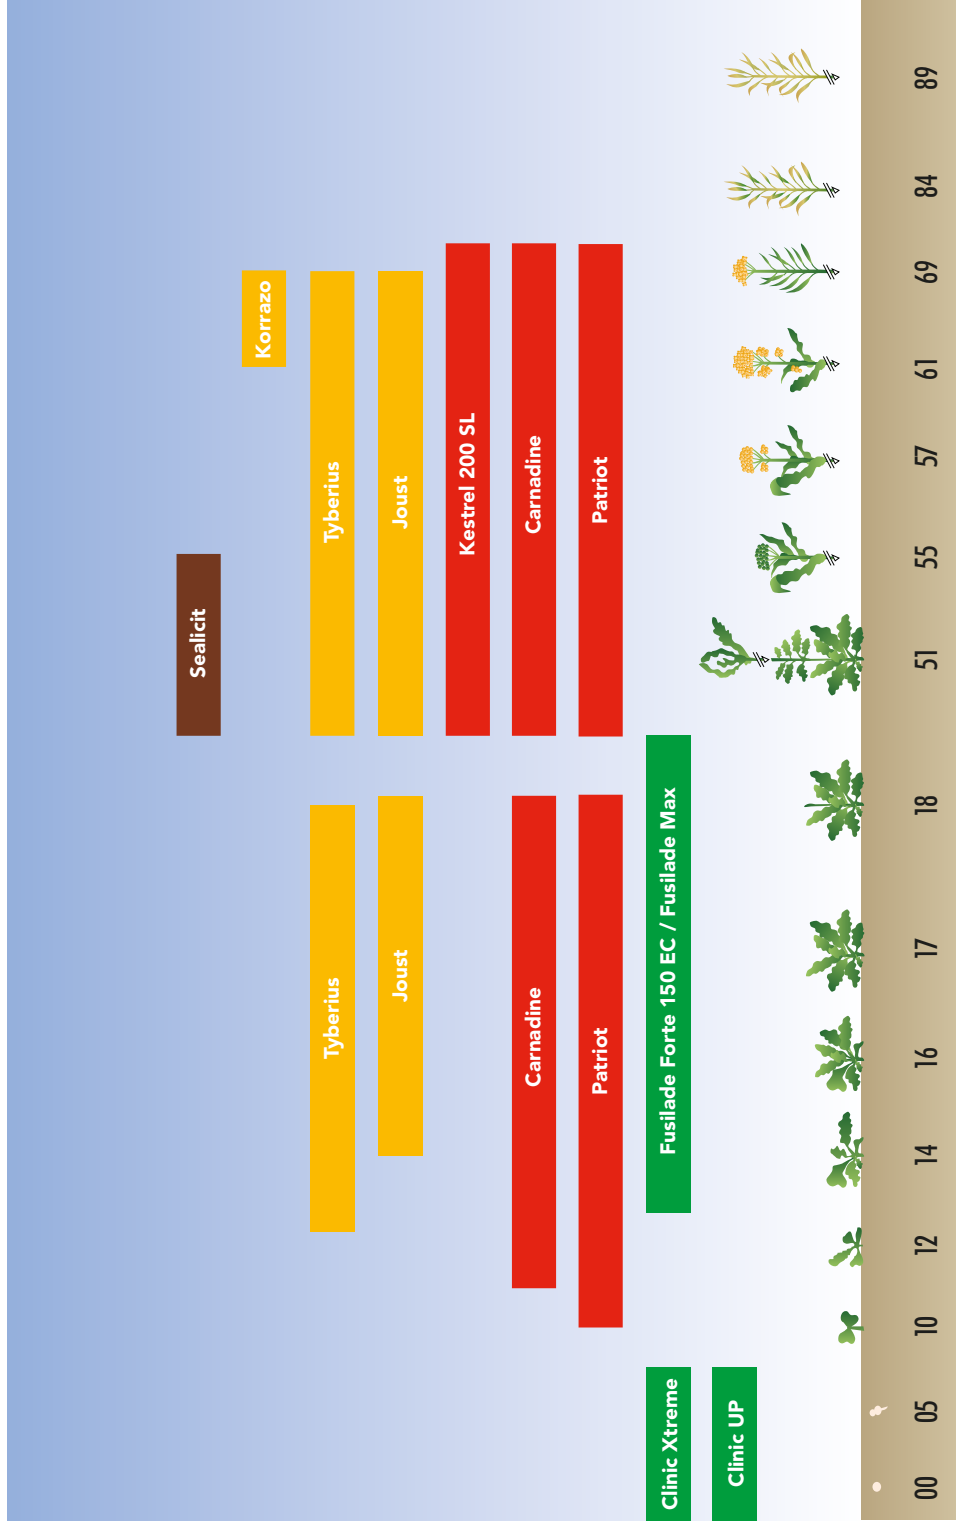 Sealicit
Korrazo
Tyberius
Tyberius
Joust
Joust
Kestrel 200 SL
Carnadine
Carnadine
Patriot
Patriot
Clinic Xtreme
Fusilade Forte 150 EC / Fusilade Max
Clinic UP
00 05 10 12 14 16 17 18 51 55 57 61 69 84 89